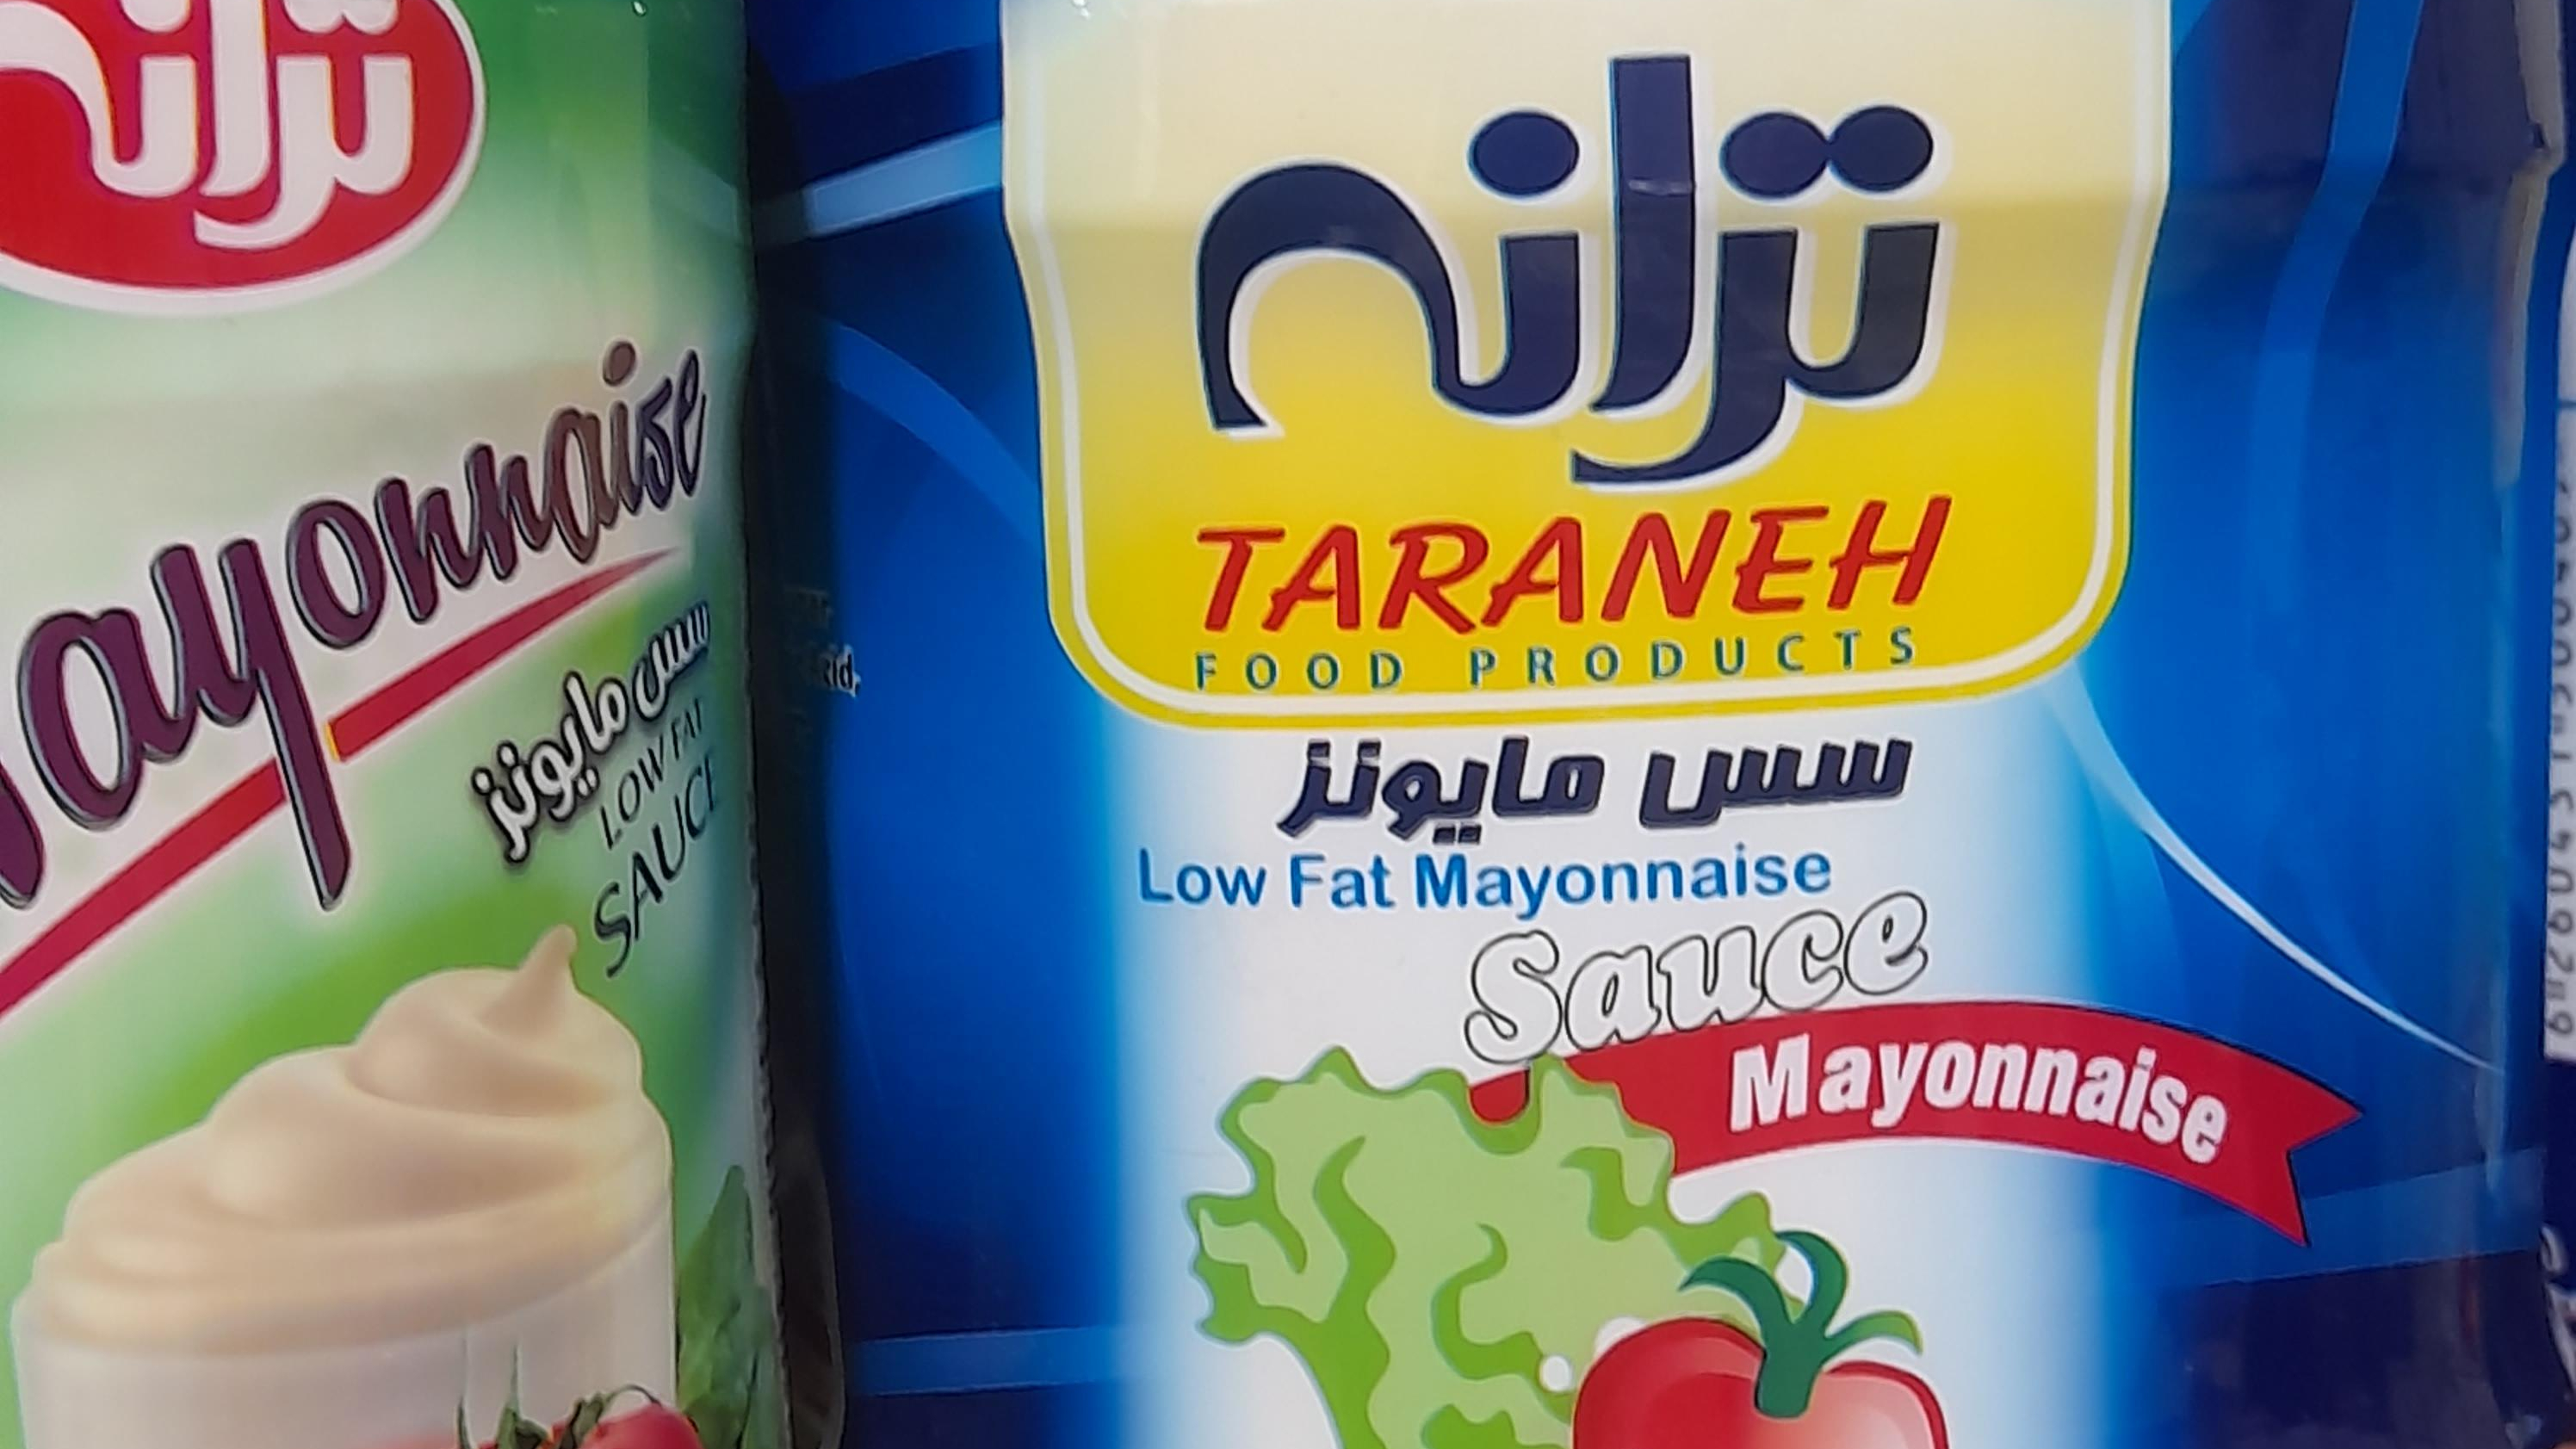 ترانه
ayonnaise
سس مایونز
LOW FAT
SAUCE
ترانه
TARANEH
FOOD PRODUCTS
سس مایونز
Low Fat Mayonnaise
Sauce
Mayonnaise